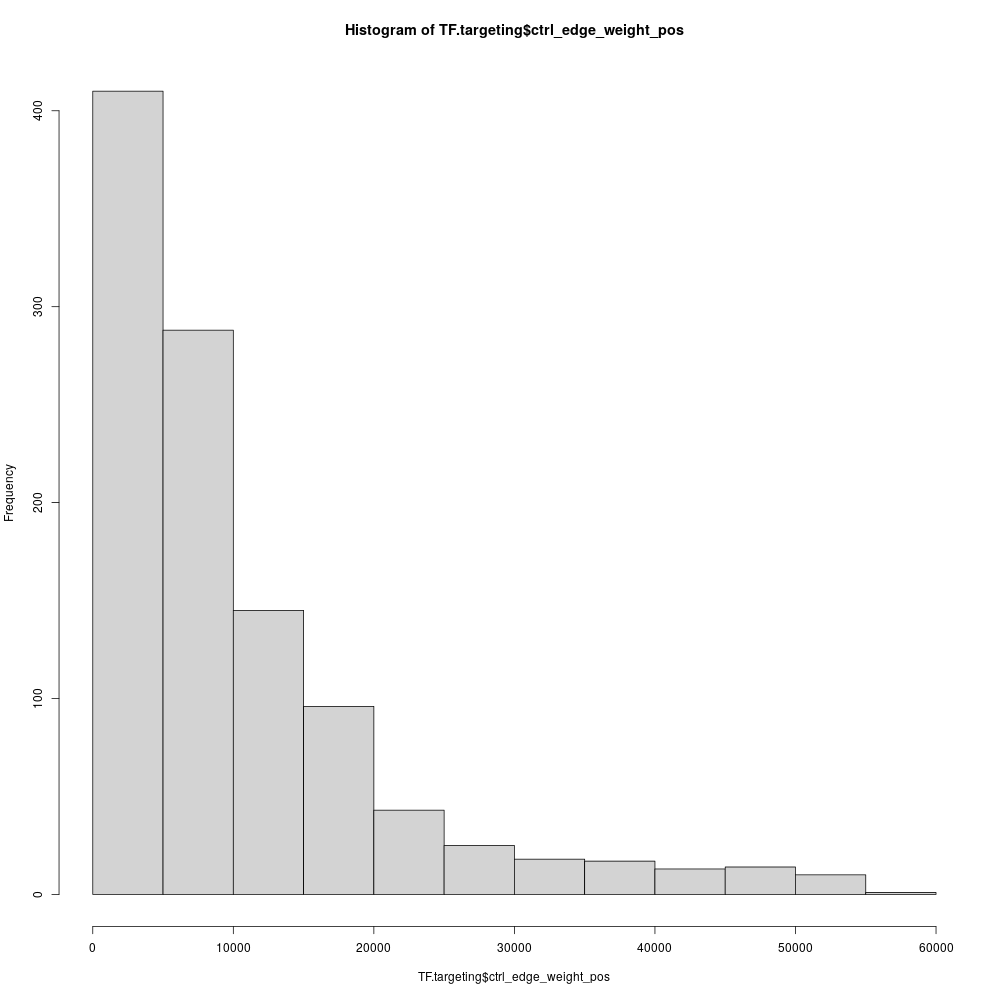 Histogram of TF.targeting$ctrl_edge_weight_pos
Frequency
400
300
200
100
0
0 10000 20000 30000 40000 50000 60000
TF.targeting$ctrl_edge_weight_pos